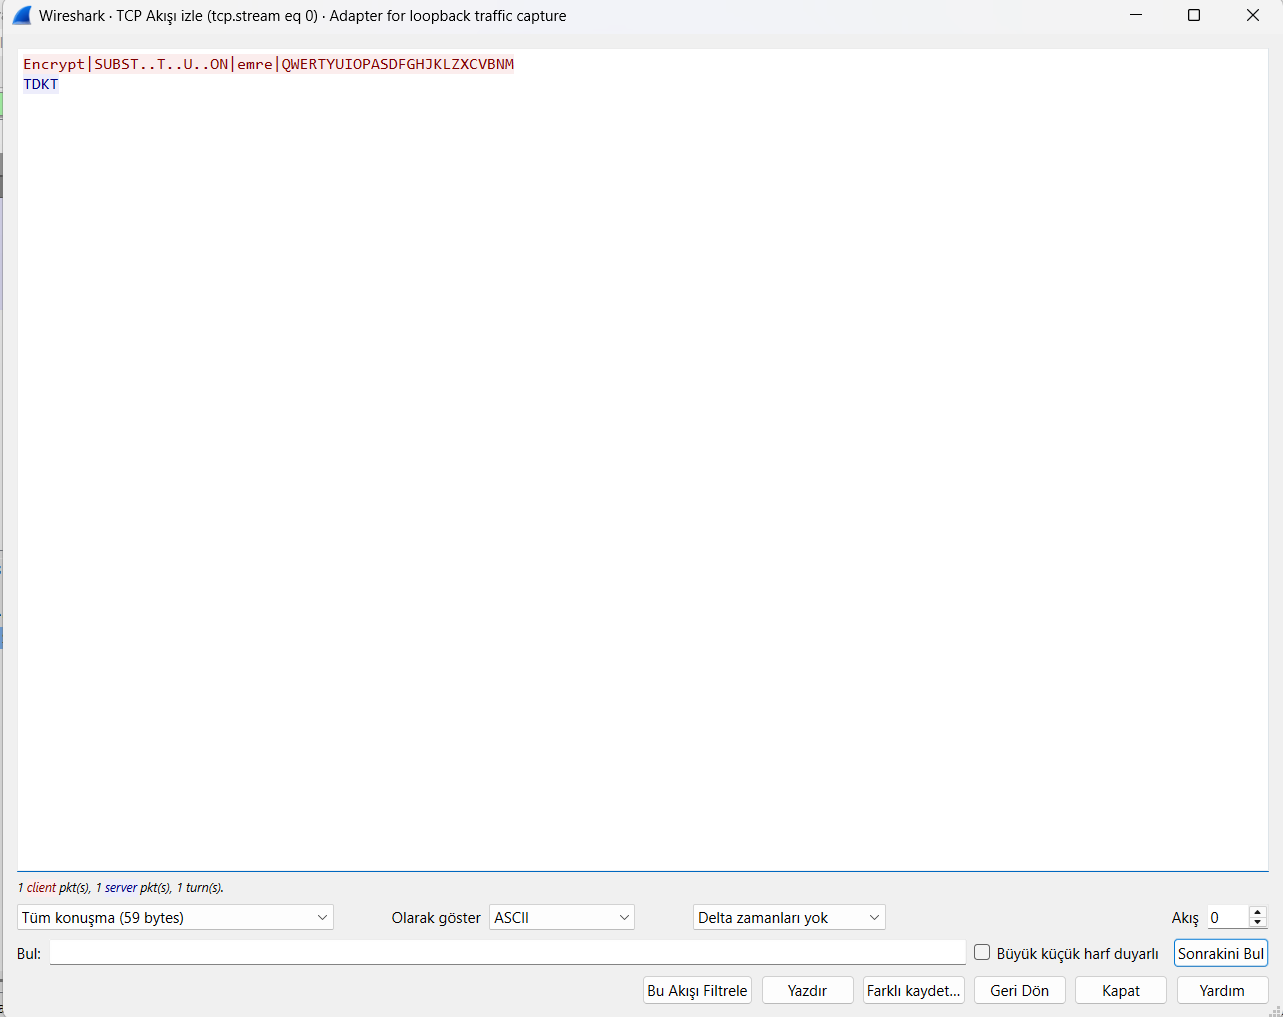 Wireshark · TCP Akışı izle (tcp.stream eq 0) · Adapter for loopback traffic capture
Encrypt|SUBST..T..U..ON|emre|QWERTYUIOPASDFGHJKLZXCVBNM
TDKT
1 client pkt(s), 1 server pkt(s), 1 turn(s).
Tüm konuşma (59 bytes) Olarak göster ASCII Delta zamanları yok Akış 0
Bul: Büyük küçük harf duyarlı Sonrakini Bul
Bu Akışı Filtrele Yazdır Farklı kaydet... Geri Dön Kapat Yardım